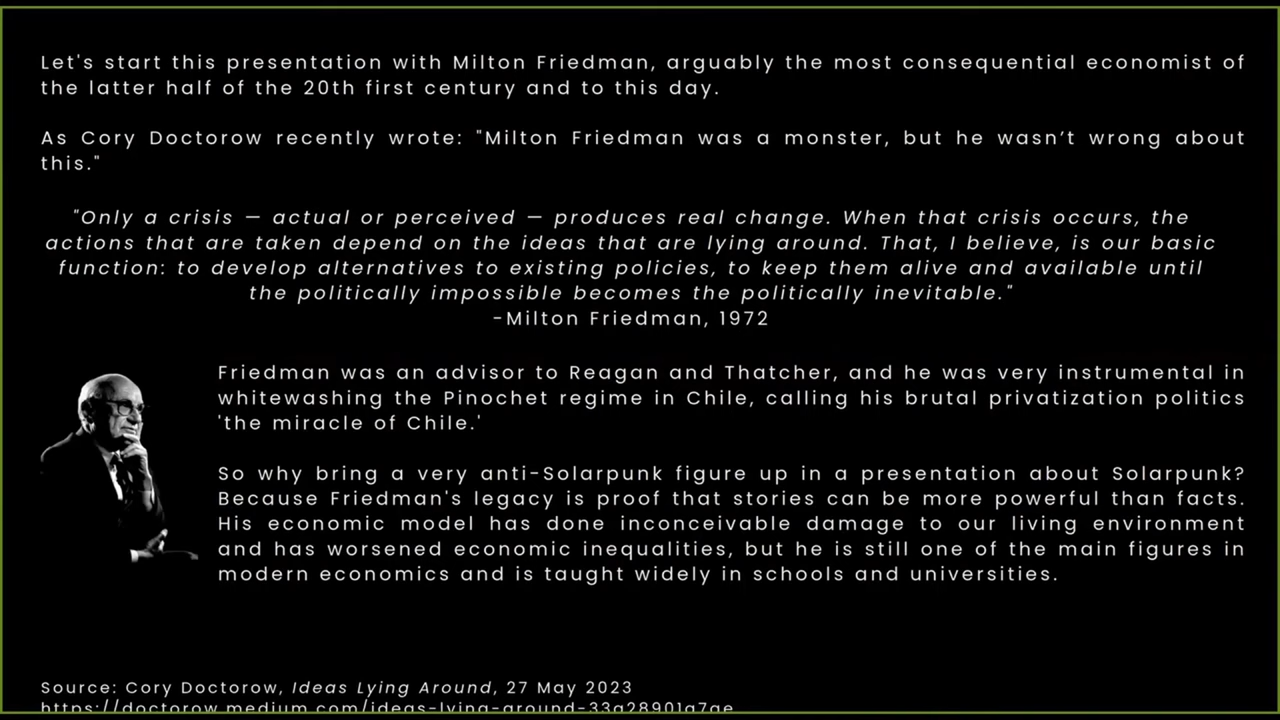 Let's start this presentation with Milton Friedman, arguably the most consequential economist of
the latter half of the 20th first century and to this day.
As Cory Doctorow recently wrote: "Milton Friedman was a monster, but he wasn’t wrong about
this."
"Only a crisis — actual or perceived — produces real change. When that crisis occurs, the
actions that are taken depend on the ideas that are lying around. That, I believe, is our basic
function: to develop alternatives to existing policies, to keep them alive and available until
the politically impossible becomes the politically inevitable."
-Milton Friedman, 1972
Friedman was an advisor to Reagan and Thatcher, and he was very instrumental in
whitewashing the Pinochet regime in Chile, calling his brutal privatization politics
'the miracle of Chile.'
So why bring a very anti-Solarpunk figure up in a presentation about Solarpunk?
Because Friedman's legacy is proof that stories can be more powerful than facts.
His economic model has done inconceivable damage to our living environment
and has worsened economic inequalities, but he is still one of the main figures in
modern economics and is taught widely in schools and universities.
Source: Cory Doctorow, Ideas Lying Around, 27 May 2023
https://doctorow.medium.com/ideas-lying-around-33a28901a7ae